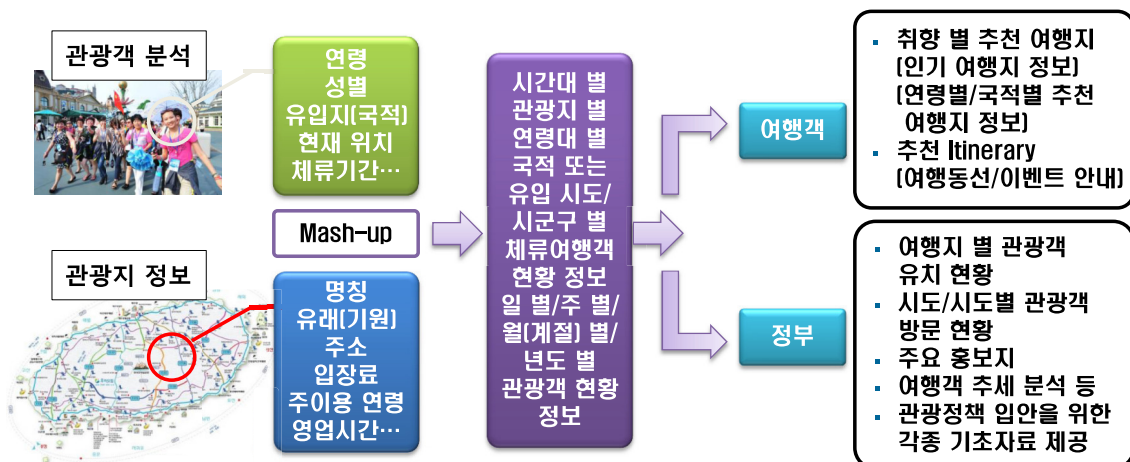 관광객 분석
연령
성별
유입지(국적)
현재 위치
체류기간…
Mash-up
관광지 정보
명칭
유래(기원)
주소
입장료
주이용 연령
영업시간…
시간대 별
관광지 별
연령대 별
국적 또는
유입 시도/
시군구 별
체류여행객
현황 정보
일 별/주 별/
월(계절) 별/
년도 별
관광객 현황
정보
여행객
▪ 취향 별 추천 여행지
(인기 여행지 정보)
(연령별/국적별 추천
여행지 정보)
▪ 추천 Itinerary
(여행동선/이벤트 안내)
정부
▪ 여행지 별 관광객
유치 현황
▪ 시도/시도별 관광객
방문 현황
▪ 주요 홍보지
▪ 여행객 추세 분석 등
▪ 관광정책 입안을 위한
각종 기초자료 제공